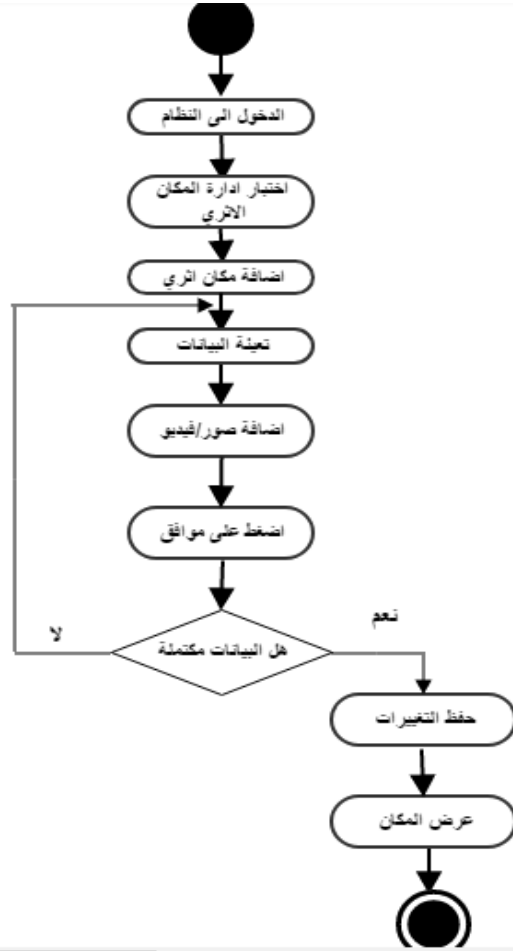 الدخول الى النظام
اختيار ادارة المكان
الاثري
اضافة مكان اثري
تعبئة البيانات
اضافة صور/فيديو
اضغط على موافق
هل البيانات مكتملة
لا
نعم
حفظ التغييرات
عرض المكان